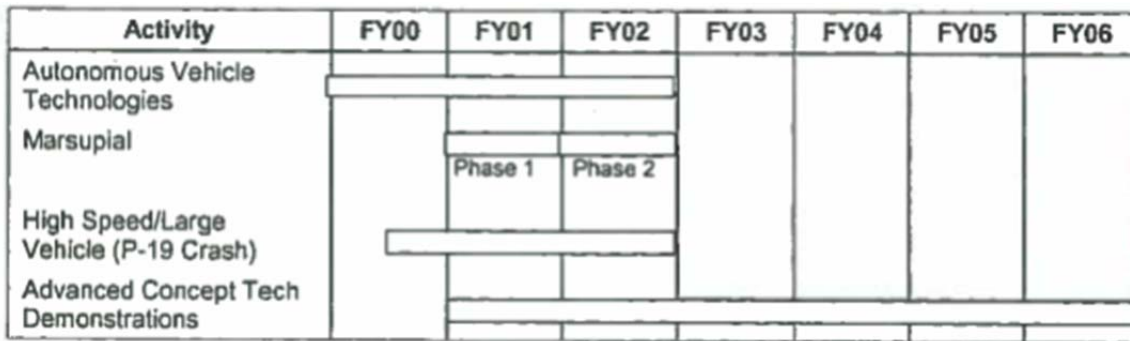 Activity FY00 FY01 FY02 FY03 FY04 FY05 FY06
Autonomous Vehicle
Technologies
Marsupial
Phase 1 Phase 2
High Speed/Large
Vehicle (P-19 Crash)
Advanced Concept Tech
Demonstrations